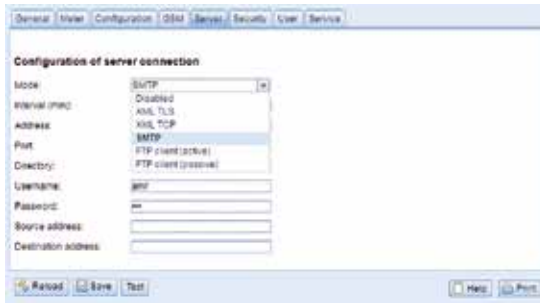 General Meter Configuration GSM Server Security User Service
Configuration of server connection
Mode: SMTP
Disabled
Interval (min):
XML TLS
Address:
XML TCP
SMTP
Port:
FTP client (active)
Directory:
FTP client (passive)
Username:
Password:
Source address:
Destination address:
Reload Save Test Help Print